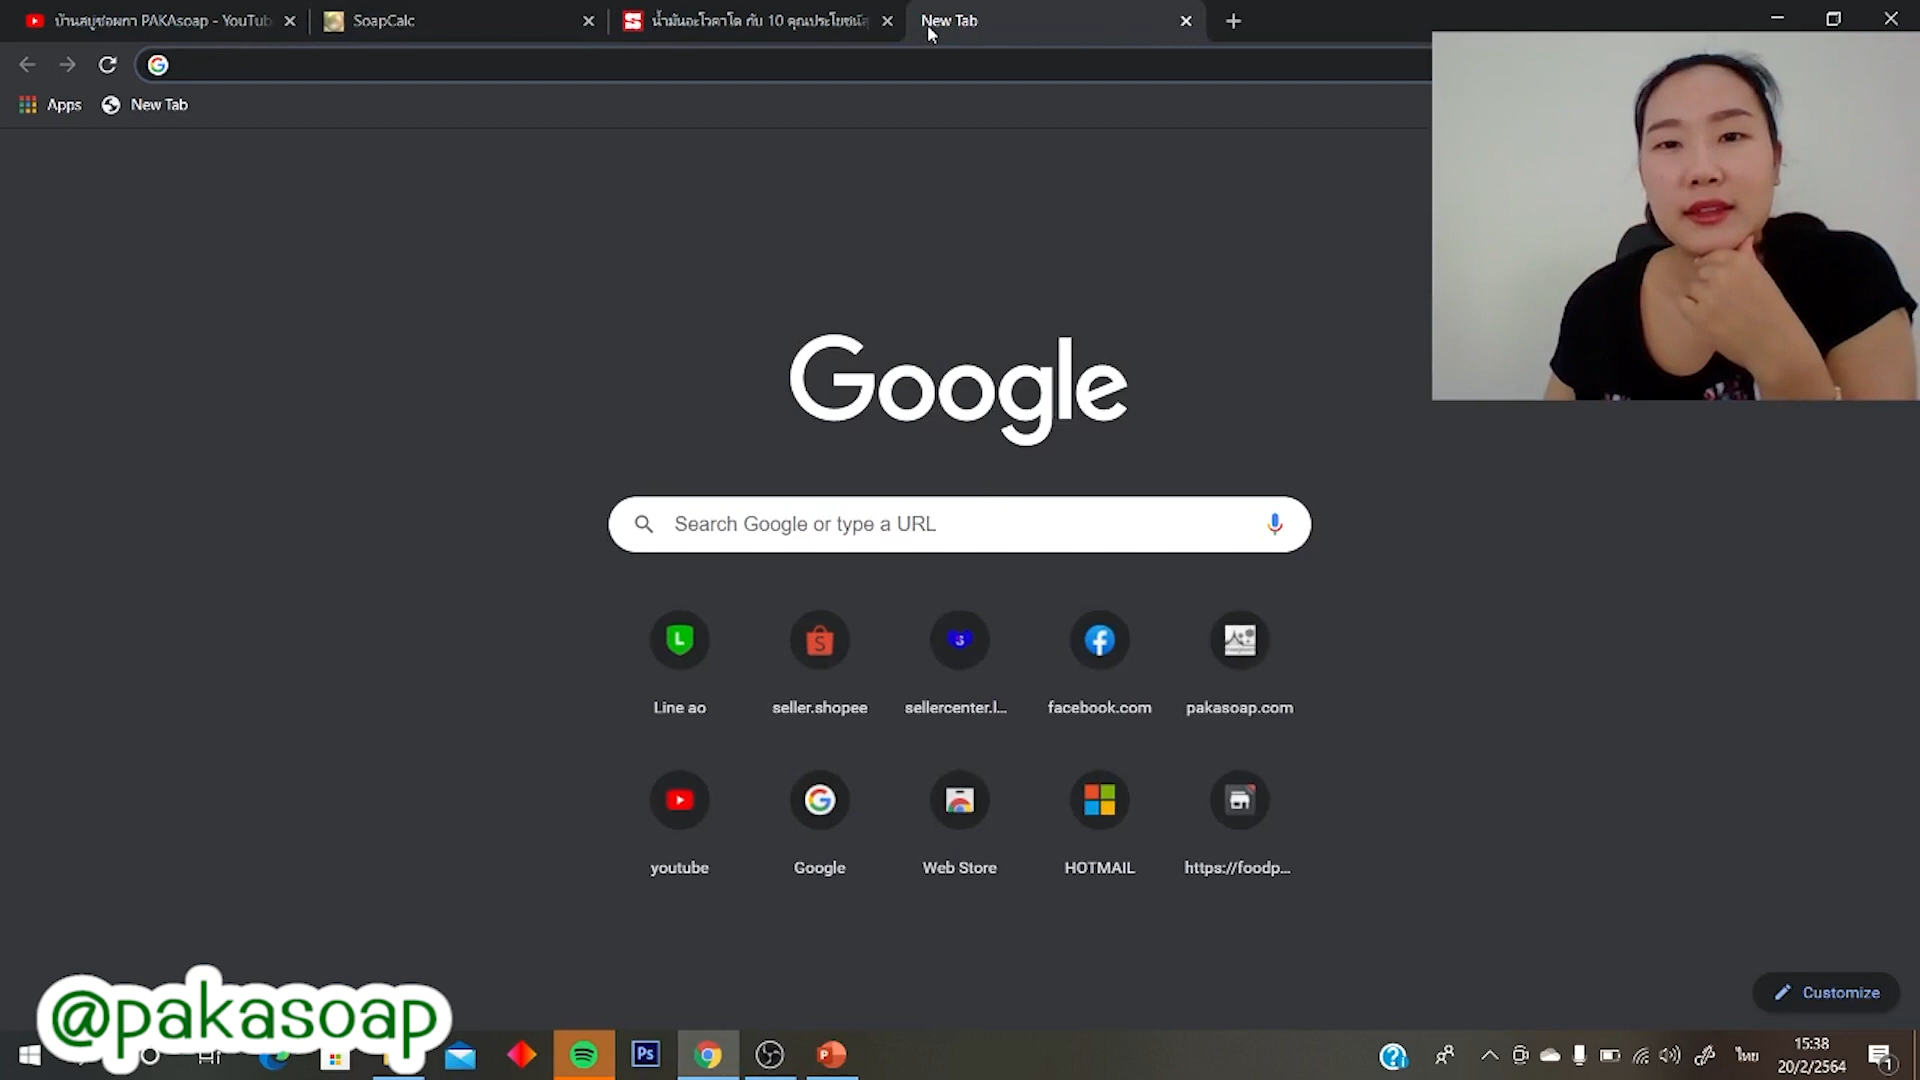 บ้านสบู่ช่อผกา PAKAsoap - YouTub
SoapCalc
น้ำมันอะโวคาโด กับ 10 คุณประโยชน์สุ
New Tab
Apps
New Tab
Google
Search Google or type a URL
Line ao
seller.shopee
sellercenter.l...
facebook.com
pakasoap.com
youtube
Google
Web Store
HOTMAIL
https://foodp...
Customize
@pakasoap
Ps
ไทย
15:38
20/2/2564
1